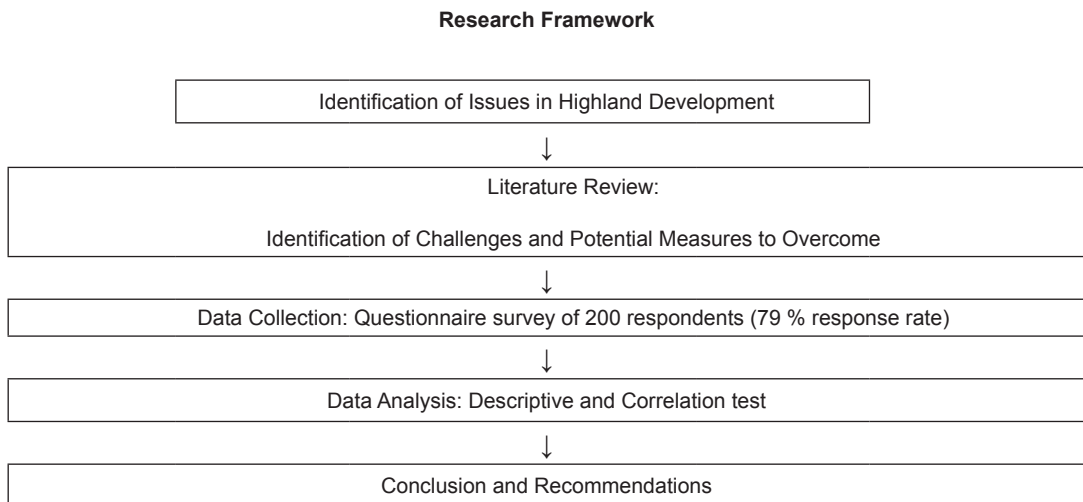 Research Framework
Identification of Issues in Highland Development
↓
Literature Review:
Identification of Challenges and Potential Measures to Overcome
↓
Data Collection: Questionnaire survey of 200 respondents (79 % response rate)
↓
Data Analysis: Descriptive and Correlation test
↓
Conclusion and Recommendations